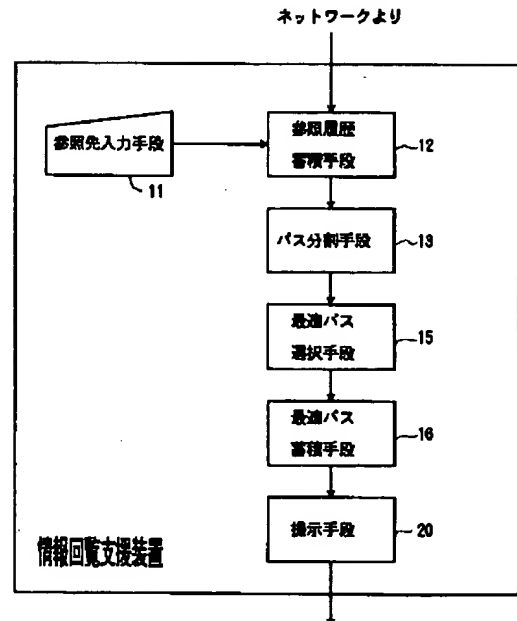 ネットワークより
参照先入力手段
11
参照履歴
蓄積手段
12
パス分割手段
13
最適パス
選択手段
15
最適パス
蓄積手段
16
提示手段
20
情報回覧支援装置